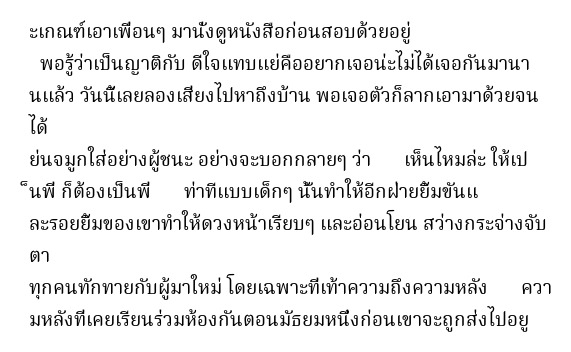 ะเกณฑ์เอาเพื่อนๆ มานั่งดูหนังสือก่อนสอบด้วยอยู่
พอรู้ว่าเป็นญาติกับ ดีใจแทบแย่คืออยากเจอน่ะไม่ได้เจอกันมานา
นแล้ว วันนี้เลยลองเสี่ยงไปหาถึงบ้าน พอเจอตัวก็ลากเอามาด้วยจน
ได้
ย่นจมูกใส่อย่างผู้ชนะ อย่างจะบอกกลายๆ ว่า เห็นไหมล่ะ ให้เป
็นพี่ ก็ต้องเป็นพี่ ท่าทีแบบเด็กๆ นั้นทำให้อีกฝ่ายยิ้มขันแ
ละรอยยิ้มของเขาทำให้ดวงหน้าเรียบๆ และอ่อนโยน สว่างกระจ่างจับ
ตา
ทุกคนทักทายกับผู้มาใหม่ โดยเฉพาะที่เท้าความถึงความหลัง ควา
มหลังที่เคยเรียนร่วมห้องกันตอนมัธยมหนึ่งก่อนเขาจะถูกส่งไปอยู